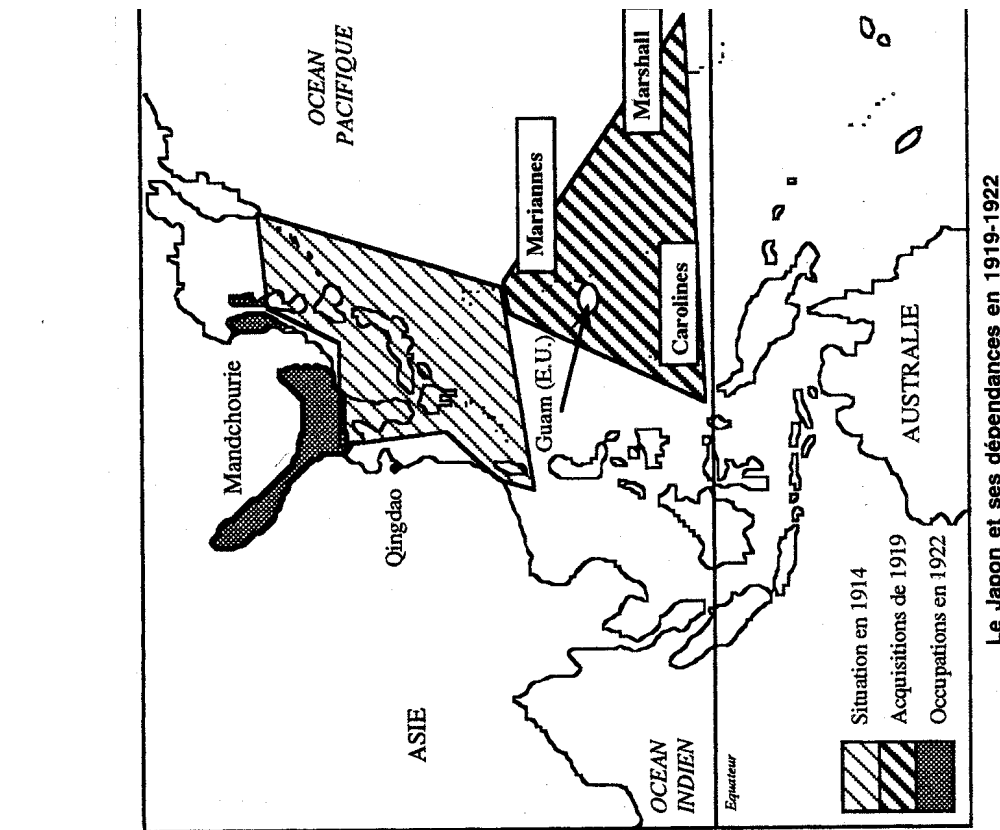 OCEAN
PACIFIQUE
Marshall
Mariannes
Carolines
Guam (E.U.)
Mandchourie
Qingdao
ASIE
AUSTRALIE
OCEAN
INDIEN
Equateur
Situation en 1914
Acquisitions de 1919
Occupations en 1922
Le Japon et ses dépendances en 1919-1922